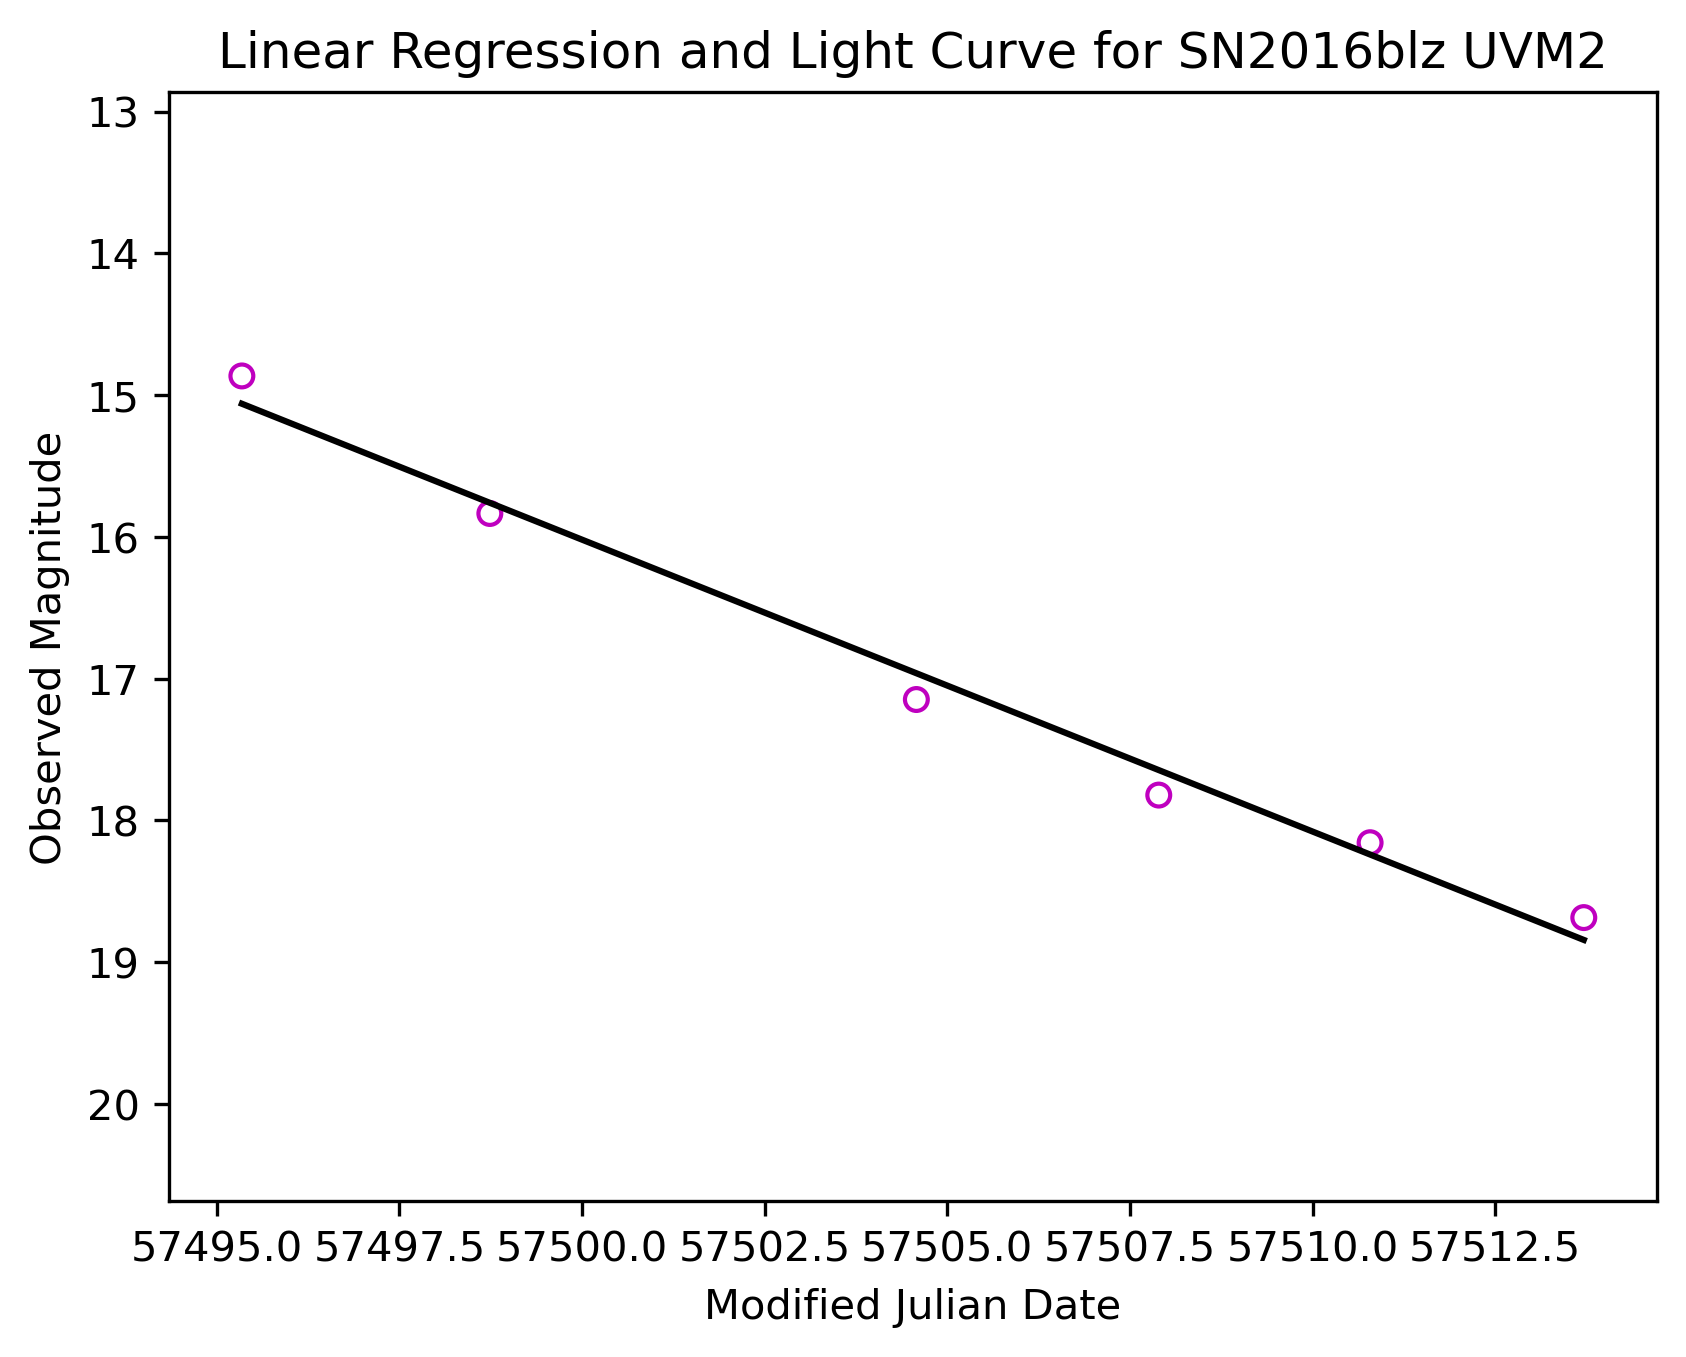 Linear Regression and Light Curve for SN2016blz UVM2
13
14
15
16
17
18
19
20
Observed Magnitude
57495.0 57497.5 57500.0 57502.5 57505.0 57507.5 57510.0 57512.5
Modified Julian Date